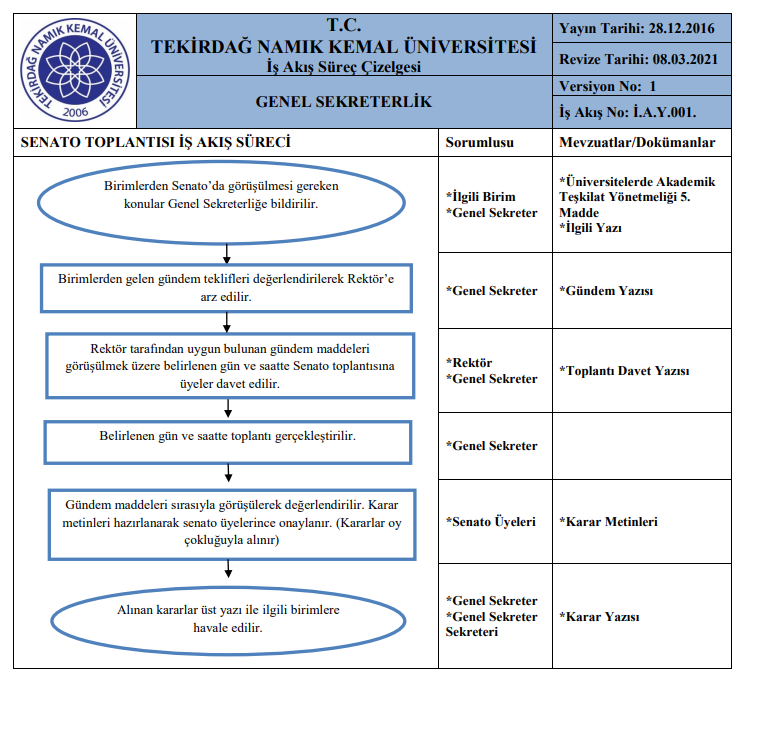 TEKİRDAĞ NAMIK KEMAL ÜNİVERSİTESİ
2006
T.C.
TEKİRDAĞ NAMIK KEMAL ÜNİVERSİTESİ
İş Akış Süreç Çizelgesi
GENEL SEKRETERLİK
Yayın Tarihi: 28.12.2016
Revize Tarihi: 08.03.2021
Versiyon No: 1
İş Akış No: İ.A.Y.001.
SENATO TOPLANTISI İŞ AKIŞ SÜRECİ
Sorumlusu
Mevzuatlar/Dokümanlar
Birimlerden Senato’da görüşülmesi gereken
konular Genel Sekreterliğe bildirilir.
*İlgili Birim
*Genel Sekreter
*Üniversitelerde Akademik
Teşkilat Yönetmeliği 5.
Madde
*İlgili Yazı
Birimlerden gelen gündem teklifleri değerlendirilerek Rektör’e
arz edilir.
*Genel Sekreter
*Gündem Yazısı
Rektör tarafından uygun bulunan gündem maddeleri
görüşülmek üzere belirlenen gün ve saatte Senato toplantısına
üyeler davet edilir.
*Rektör
*Genel Sekreter
*Toplantı Davet Yazısı
Belirlenen gün ve saatte toplantı gerçekleştirilir.
*Genel Sekreter
Gündem maddeleri sırasıyla görüşülerek değerlendirilir. Karar
metinleri hazırlanarak senato üyelerince onaylanır. (Kararlar oy
çokluğuyla alınır)
*Senato Üyeleri
*Karar Metinleri
Alınan kararlar üst yazı ile ilgili birimlere
havale edilir.
*Genel Sekreter
*Genel Sekreter
Sekreteri
*Karar Yazısı